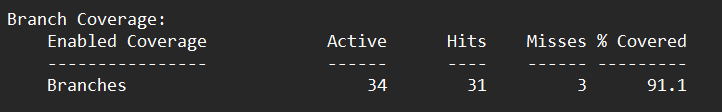 Branch Coverage:
    Enabled Coverage            Active      Hits    Misses % Covered
    ----------------            ------      ----    ------ ---------
    Branches                        34        31         3      91.1